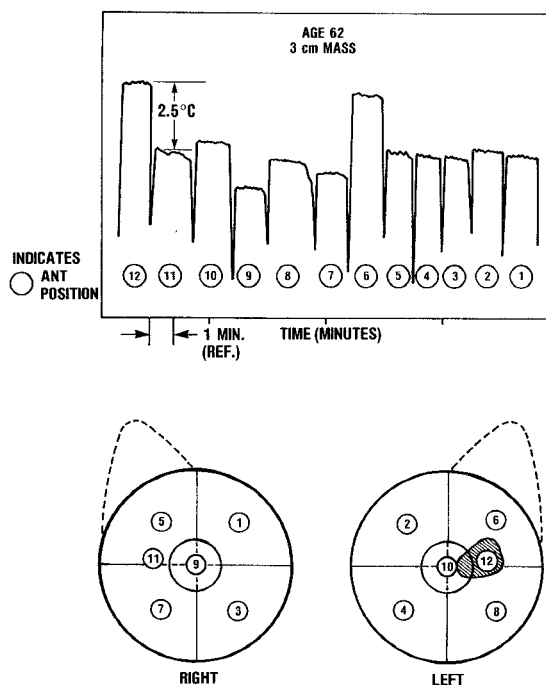 AGE 62
3 cm MASS
2.5°C
INDICATES
ANT
POSITION
12 11 10 9 8 7 6 5 4 3 2 1
1 MIN.
(REF.)
TIME (MINUTES)
5 1
11 9
7 3
RIGHT
2 6
10 12
4 8
LEFT